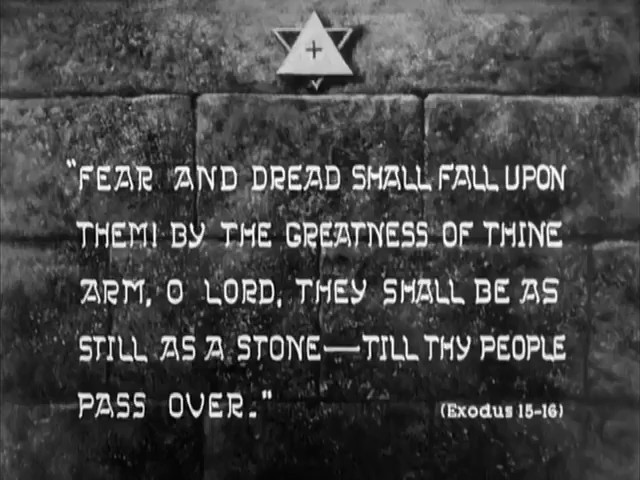 "FEAR AND DREAD SHALL FALL UPON
THEM! BY THE GREATNESS OF THINE
ARM, O LORD, THEY SHALL BE AS
STILL AS A STONE—TILL THY PEOPLE
PASS OVER."
(Exodus 15-16)